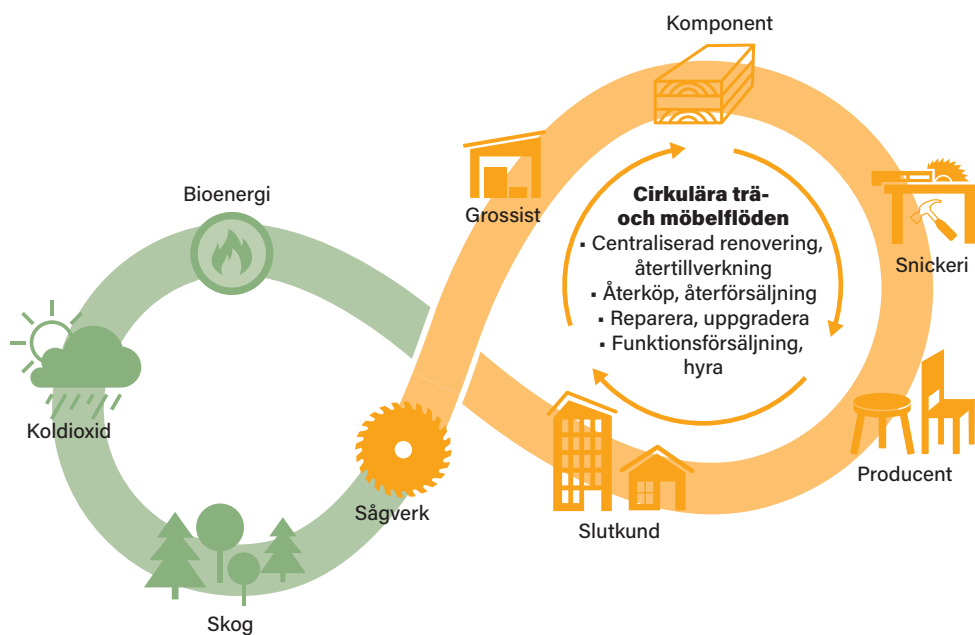 Komponent
Bioenergi
Grossist
Cirkulära trä-
och möbelflöden
▪ Centraliserad renovering,
återtillverkning
▪ Återköp, återförsäljning
▪ Reparera, uppgradera
▪ Funktionsförsäljning,
hyra
Snickeri
Koldioxid
Sågverk
Slutkund
Producent
Skog